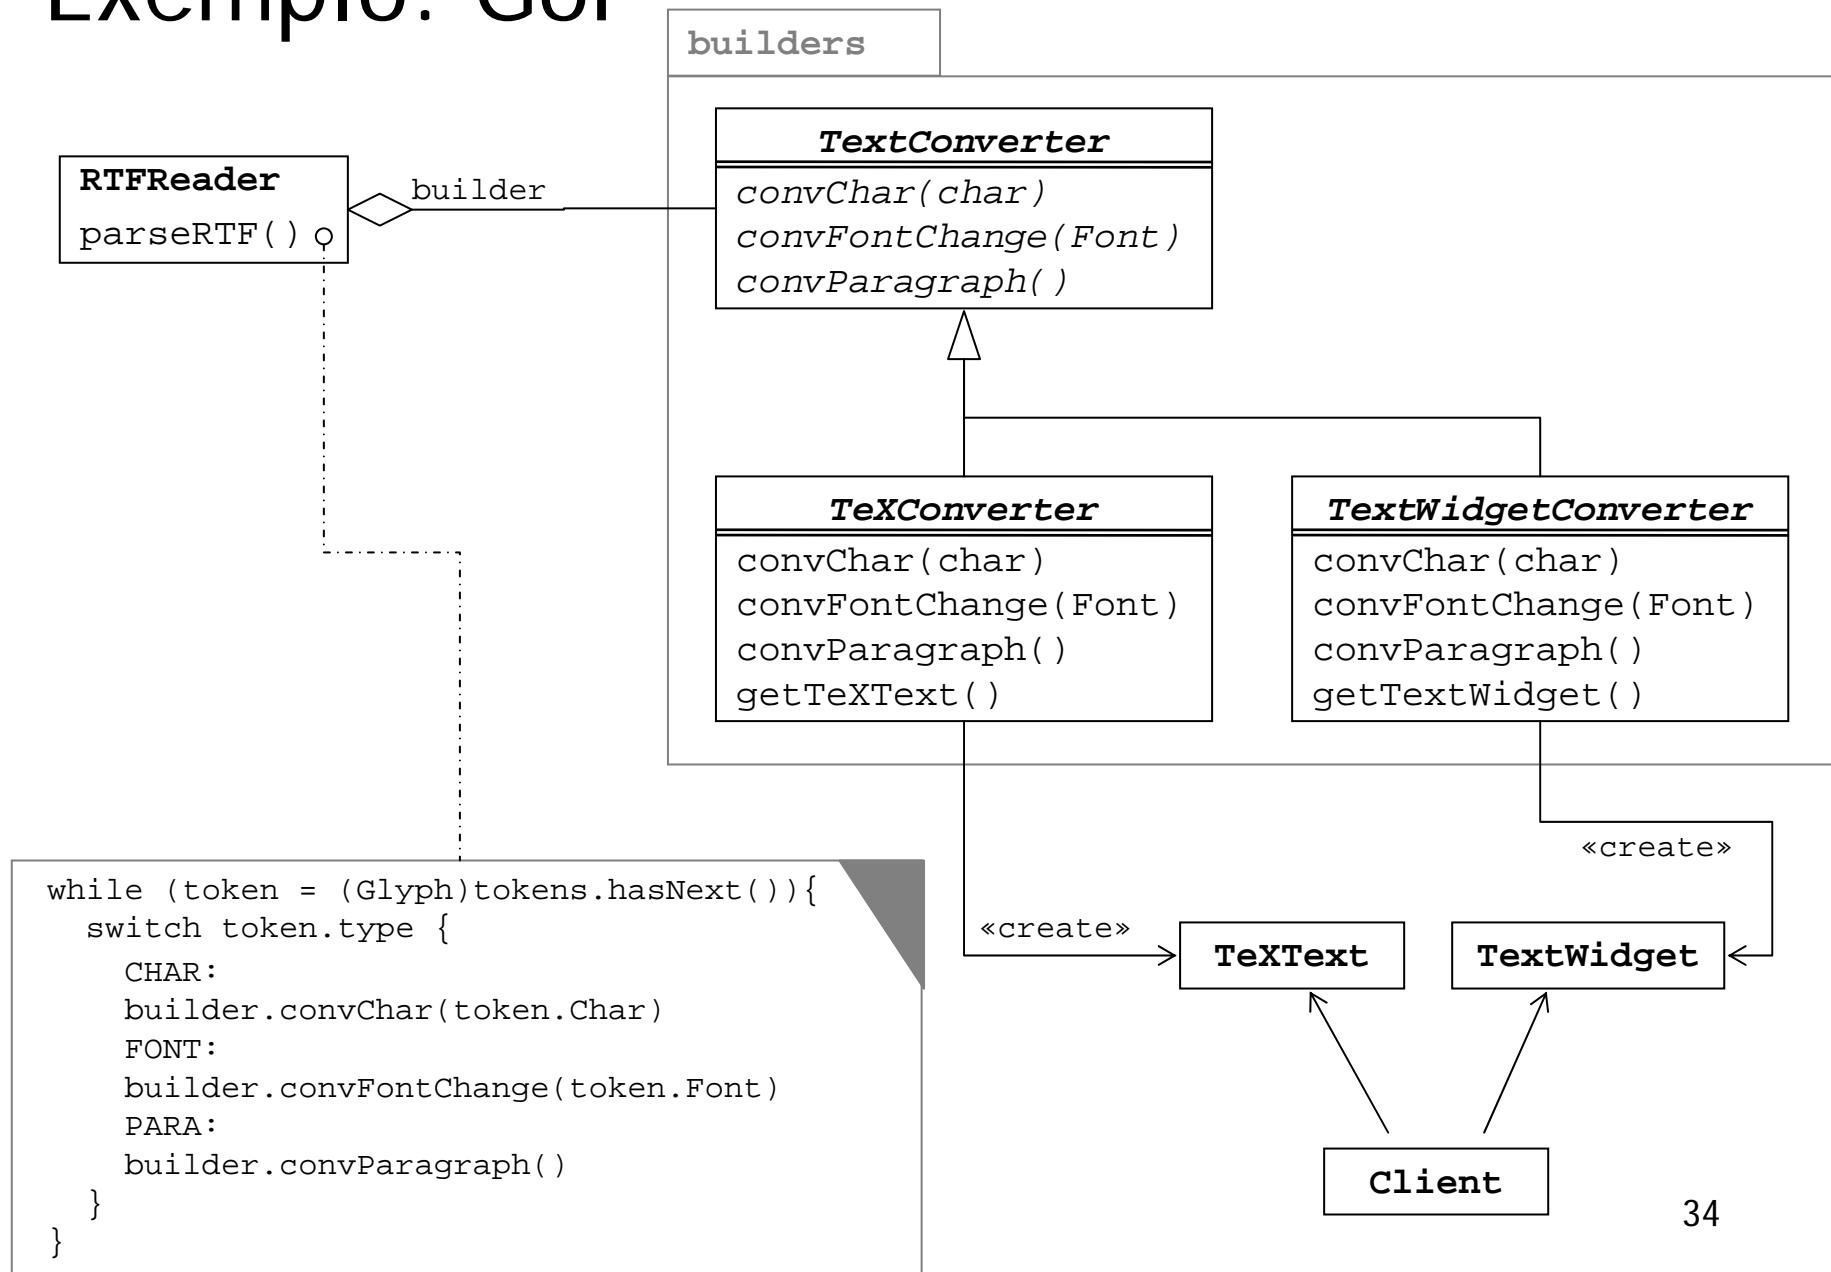 Exemplo: GoF
builders
TextConverter
convChar(char)
convFontChange(Font)
convParagraph()
RTFReader
parseRTF()
builder
TeXConverter
convChar(char)
convFontChange(Font)
convParagraph()
getTeXText()
TextWidgetConverter
convChar(char)
convFontChange(Font)
convParagraph()
getTextWidget()
«create»
«create»
TeXText
TextWidget
Client
while (token = (Glyph)tokens.hasNext()){
switch token.type {
CHAR:
builder.convChar(token.Char)
FONT:
builder.convFontChange(token.Font)
PARA:
builder.convParagraph()
}
}
34